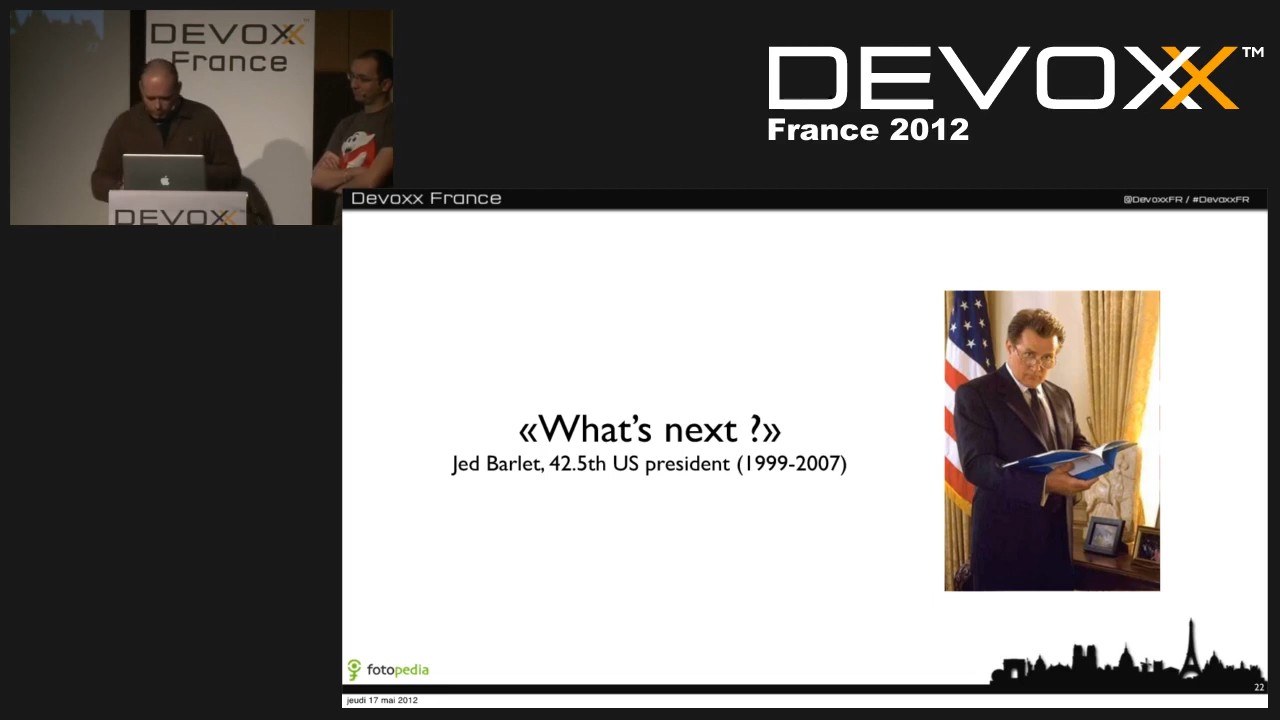 DEVOXX
France
DEVOXX
DEVOXX™
France 2012
Devoxx France
@DevoxxFR / #DevoxxFR
«What's next ?»
Jed Barlet, 42.5th US president (1999-2007)
fotopedia
22
jeudi 17 mai 2012